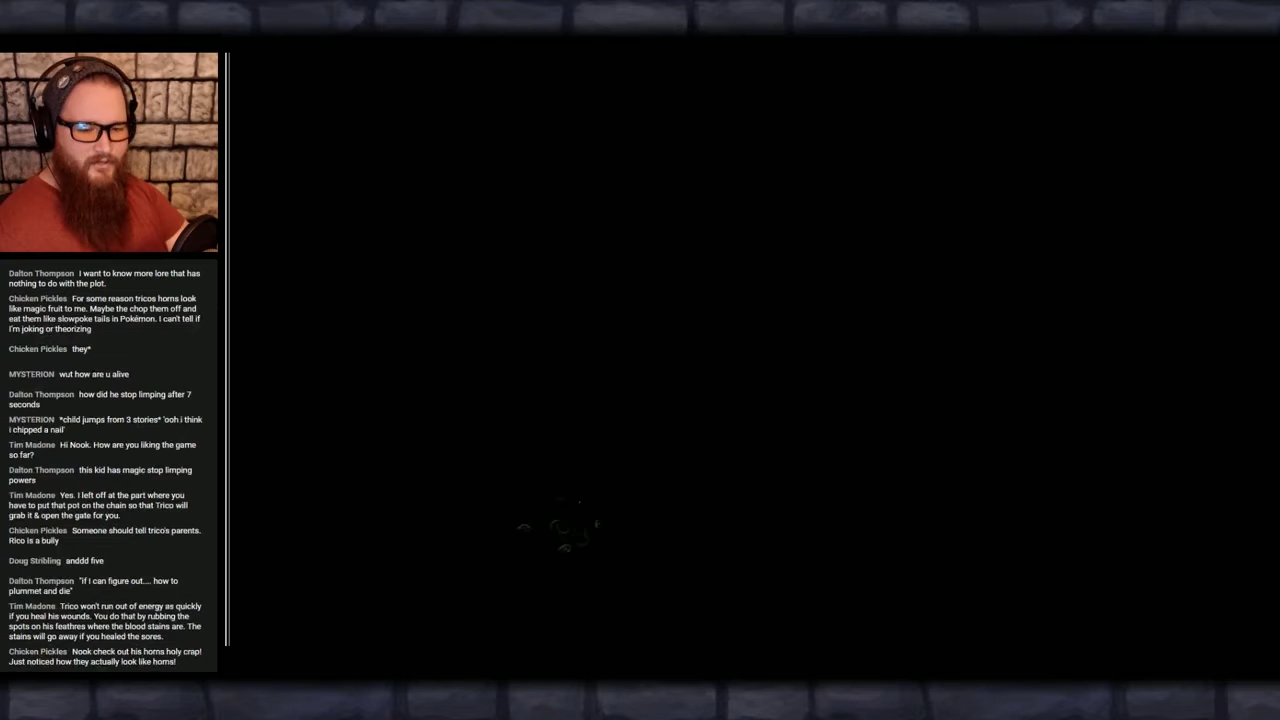 Dalton Thompson I want to know more lore that has
nothing to do with the plot.
Chicken Pickles For some reason tricos horns look
like magic fruit to me. Maybe the chop them off and
eat them like slowpoke tails in Pokémon. I can't tell if
I'm joking or theorizing
Chicken Pickles they*
MYSTERION wut how are u alive
Dalton Thompson how did he stop limping after 7
seconds
MYSTERION *child jumps from 3 stories* 'ooh i think
i chipped a nail'
Tim Madone Hi Nook. How are you liking the game
so far?
Dalton Thompson this kid has magic stop limping
powers
Tim Madone Yes. I left off at the part where you
have to put that pot on the chain so that Trico will
grab it & open the gate for you.
Chicken Pickles Someone should tell trico's parents.
Rico is a bully
Doug Stribling anddd five
Dalton Thompson "if I can figure out.... how to
plummet and die"
Tim Madone Trico won't run out of energy as quickly
if you heal his wounds. You do that by rubbing the
spots on his feathres where the blood stains are. The
stains will go away if you healed the sores.
Chicken Pickles Nook check out his horns holy crap!
Just noticed how they actually look like horns!